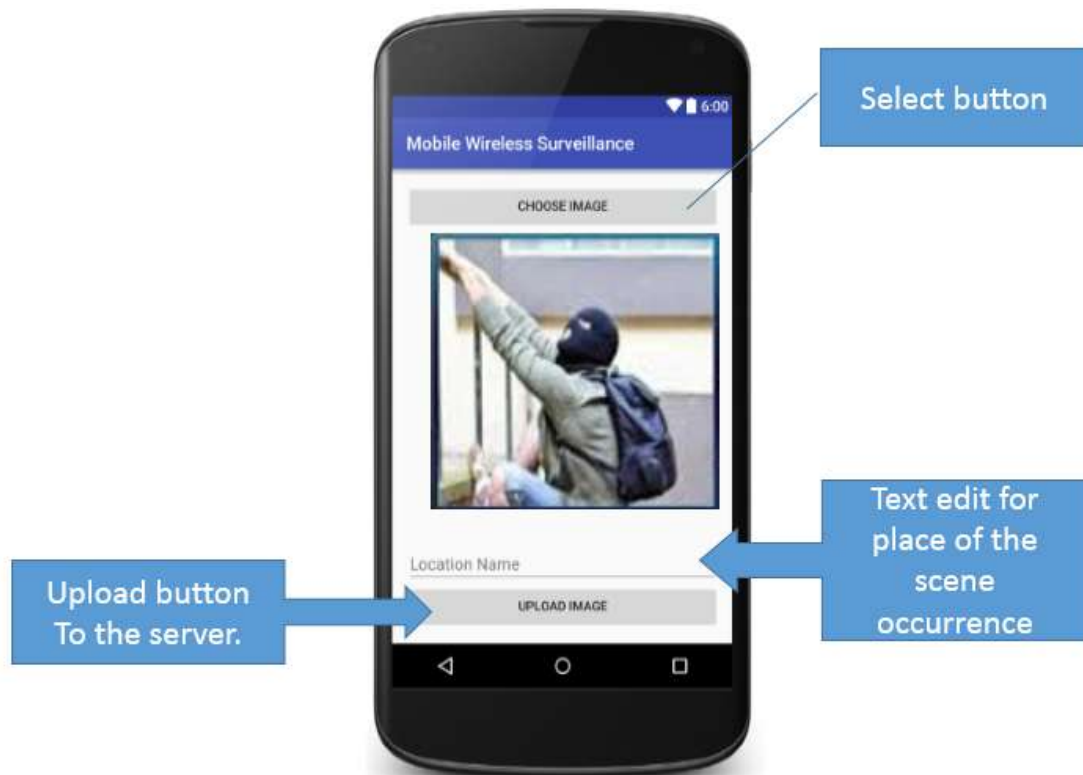 6:00
Select button
Mobile Wireless Surveillance
CHOOSE IMAGE
Text edit for
place of the
scene
occurrence
Location Name
Upload button
To the server.
UPLOAD IMAGE